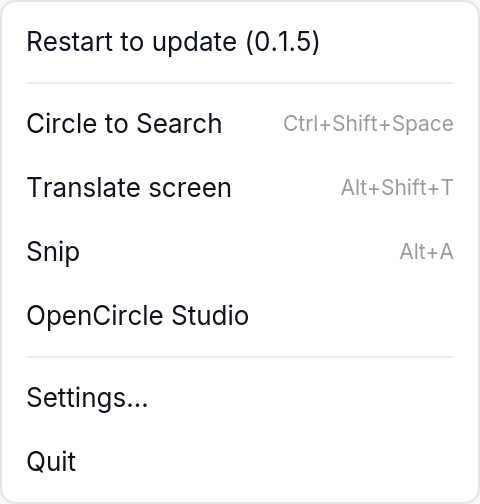 Restart to update (0.1.5)
Circle to Search Ctrl+Shift+Space
Translate screen Alt+Shift+T
Snip Alt+A
OpenCircle Studio
Settings...
Quit